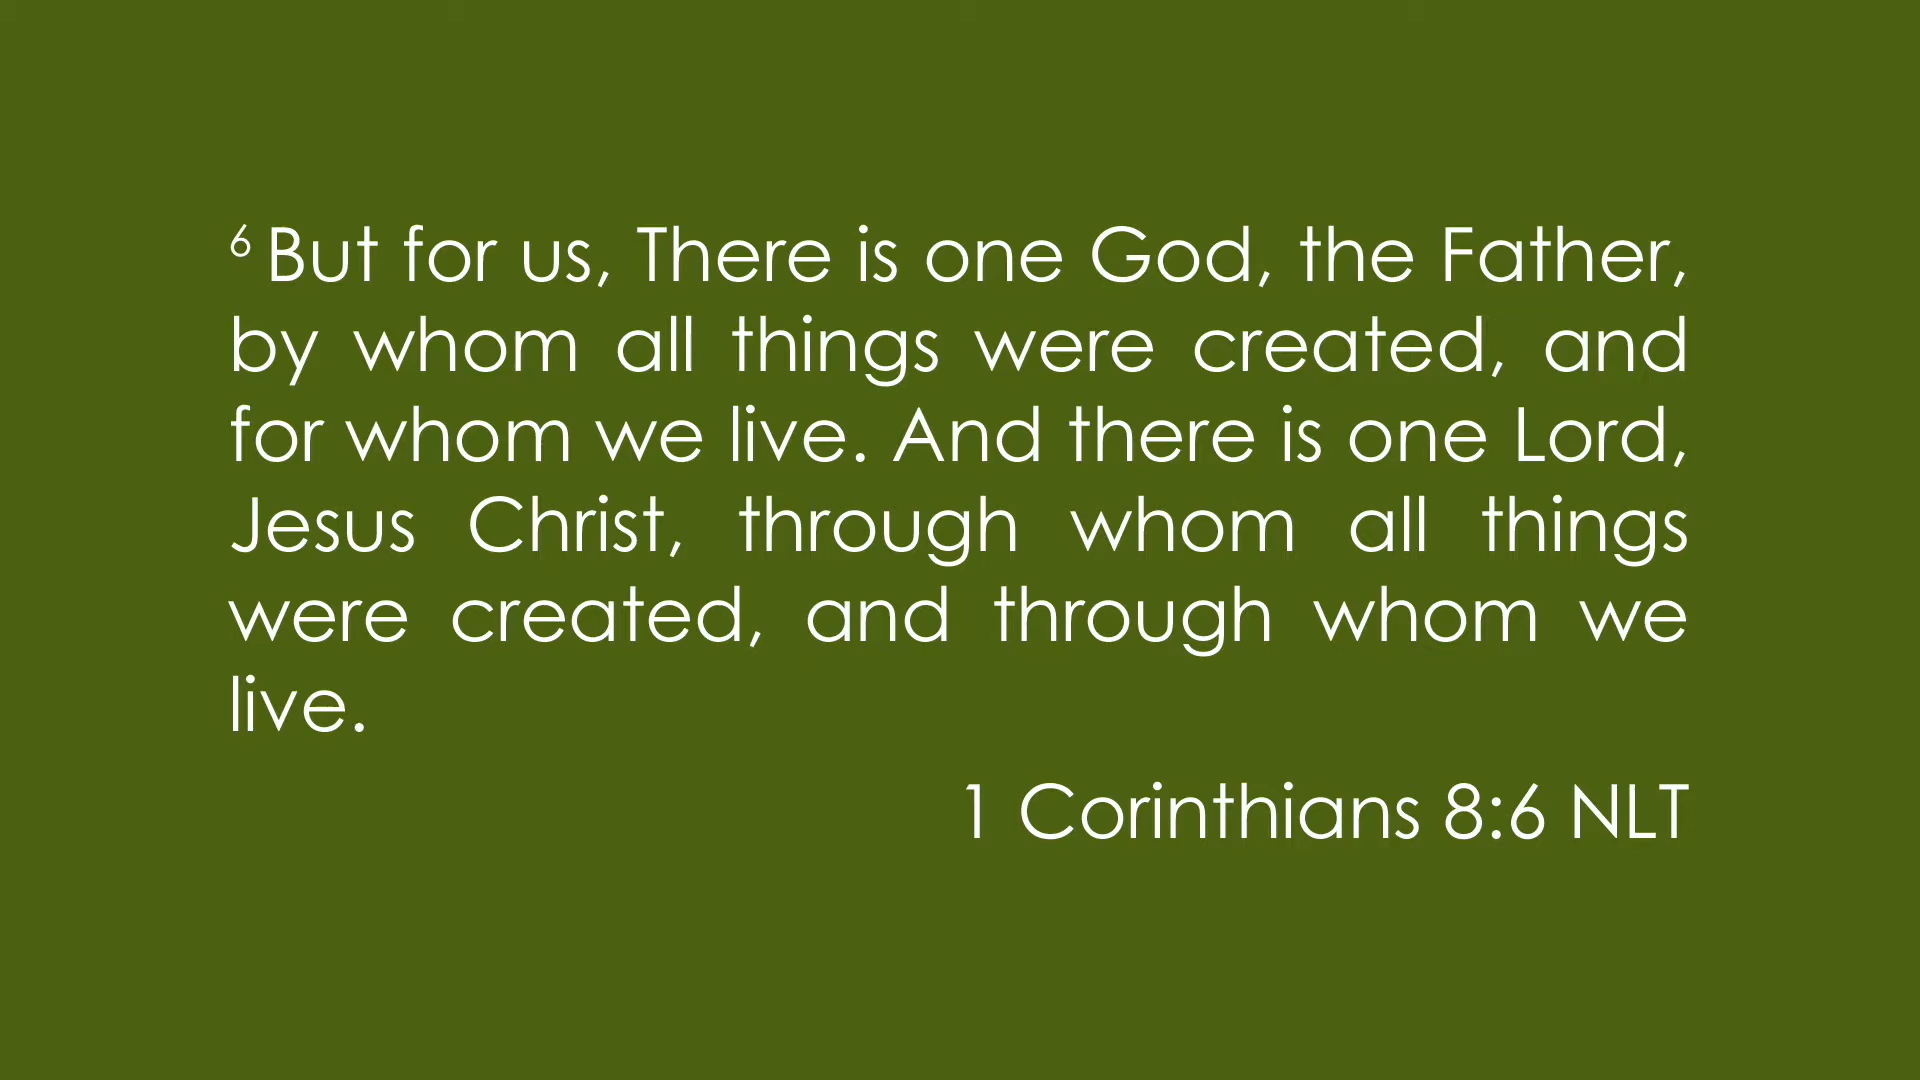 ⁶ But for us, There is one God, the Father,
by whom all things were created, and
for whom we live. And there is one Lord,
Jesus Christ, through whom all things
were created, and through whom we
live.
1 Corinthians 8:6 NLT